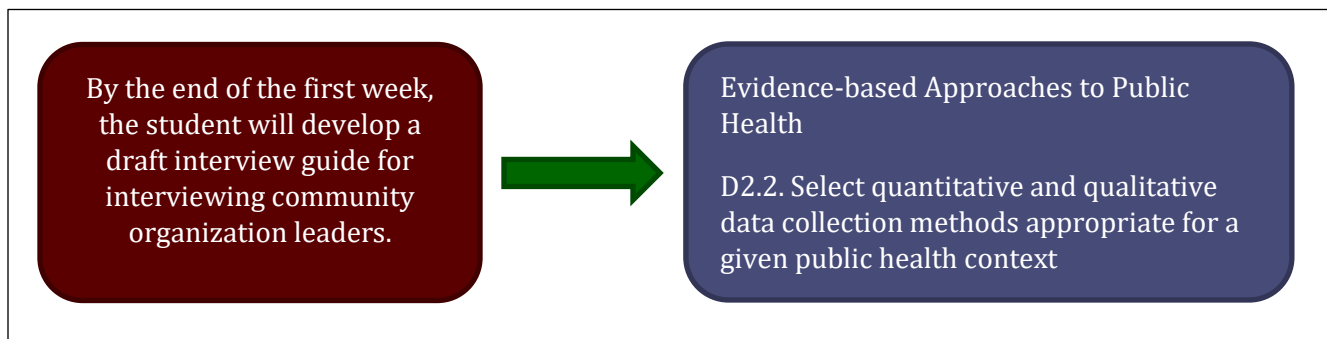 By the end of the first week,
the student will develop a
draft interview guide for
interviewing community
organization leaders.
Evidence-based Approaches to Public
Health
D2.2. Select quantitative and qualitative
data collection methods appropriate for a
given public health context